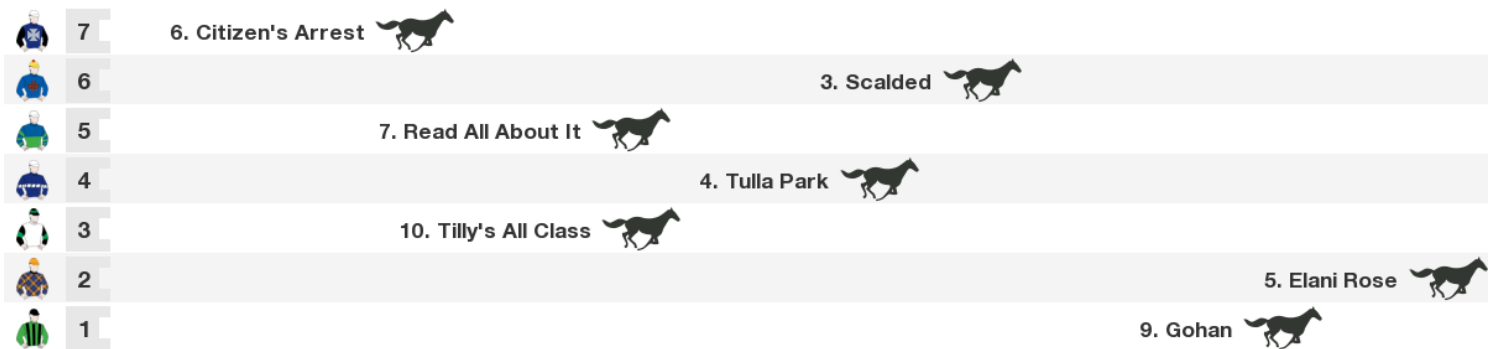 7 6. Citizen's Arrest
6 3. Scalded
5 7. Read All About It
4 4. Tulla Park
3 10. Tilly's All Class
2 5. Elani Rose
1 9. Gohan